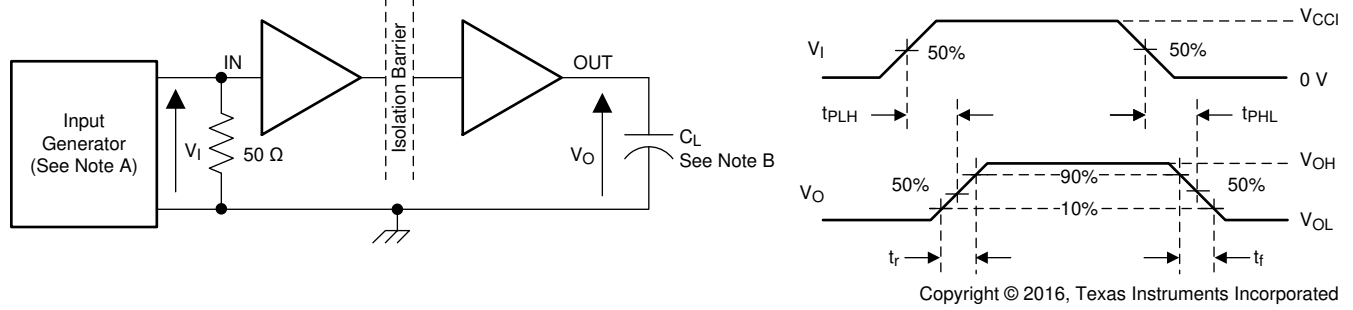 Input
Generator
(See Note A)
V_I
50 Ω
IN
Isolation Barrier
OUT
V_O
C_L
See Note B
V_I
50%
50%
V_CCI
0 V
t_PLH
t_PHL
V_O
50%
90%
10%
50%
V_OH
V_OL
t_r
t_f
Copyright © 2016, Texas Instruments Incorporated